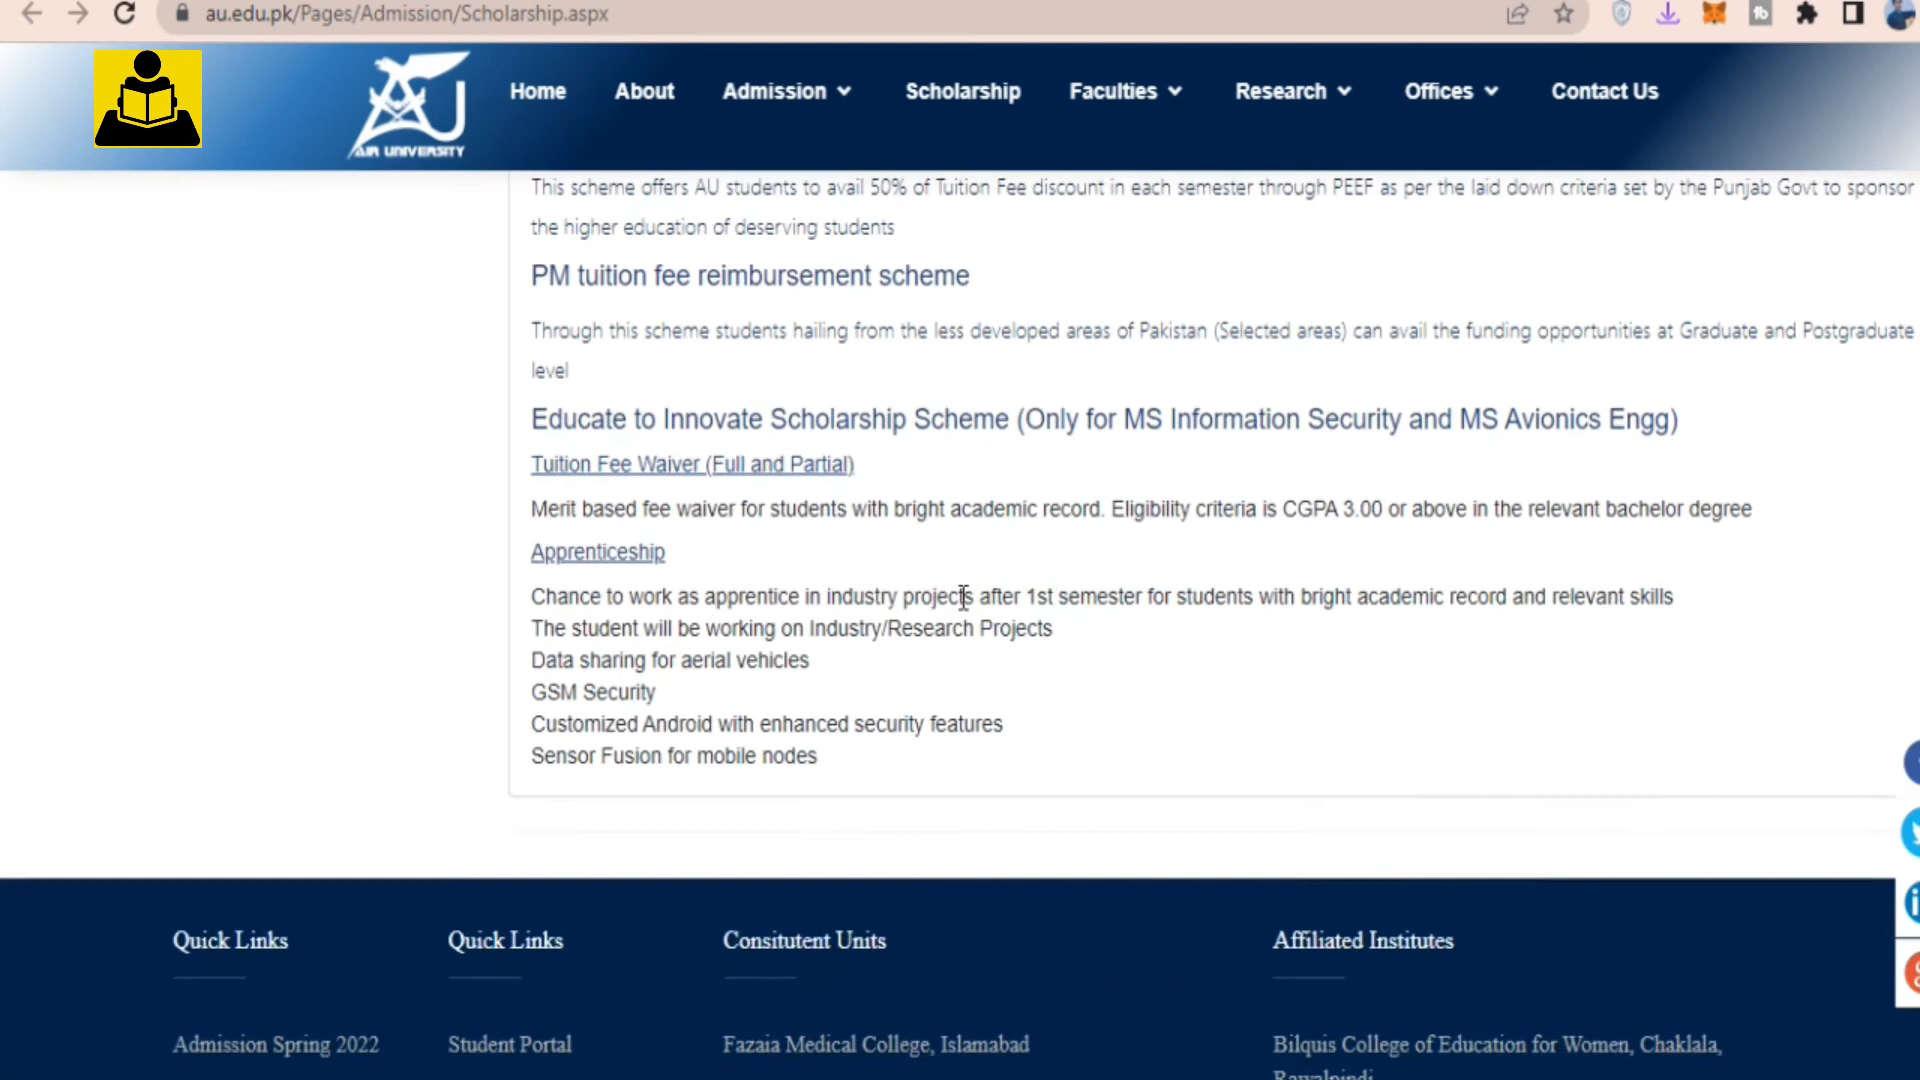 au.edu.pk/Pages/Admission/Scholarship.aspx
AIR UNIVERSITY
Home About Admission Scholarship Faculties Research Offices Contact Us
This scheme offers AU students to avail 50% of Tuition Fee discount in each semester through PEEF as per the laid down criteria set by the Punjab Govt to sponsor
the higher education of deserving students
PM tuition fee reimbursement scheme
Through this scheme students hailing from the less developed areas of Pakistan (Selected areas) can avail the funding opportunities at Graduate and Postgraduate
level
Educate to Innovate Scholarship Scheme (Only for MS Information Security and MS Avionics Engg)
Tuition Fee Waiver (Full and Partial)
Merit based fee waiver for students with bright academic record. Eligibility criteria is CGPA 3.00 or above in the relevant bachelor degree
Apprenticeship
Chance to work as apprentice in industry projects after 1st semester for students with bright academic record and relevant skills
The student will be working on Industry/Research Projects
Data sharing for aerial vehicles
GSM Security
Customized Android with enhanced security features
Sensor Fusion for mobile nodes
Quick Links Quick Links Consitutent Units Affiliated Institutes
Admission Spring 2022 Student Portal Fazaia Medical College, Islamabad Bilquis College of Education for Women, Chaklala,
Rawalpindi